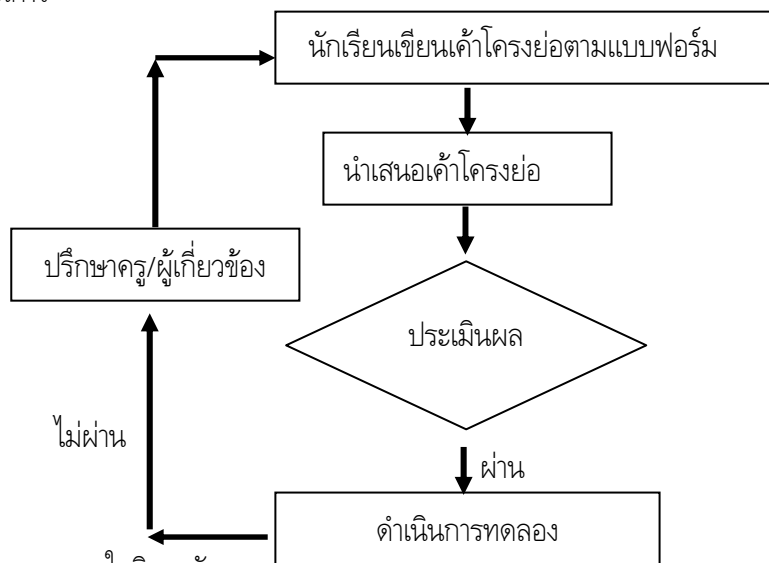 นักเรียนเขียนเค้าโครงย่อตามแบบฟอร์ม
นำเสนอเค้าโครงย่อ
ปรึกษาครู/ผู้เกี่ยวข้อง
ประเมินผล
ไม่ผ่าน
ผ่าน
ดำเนินการทดลอง